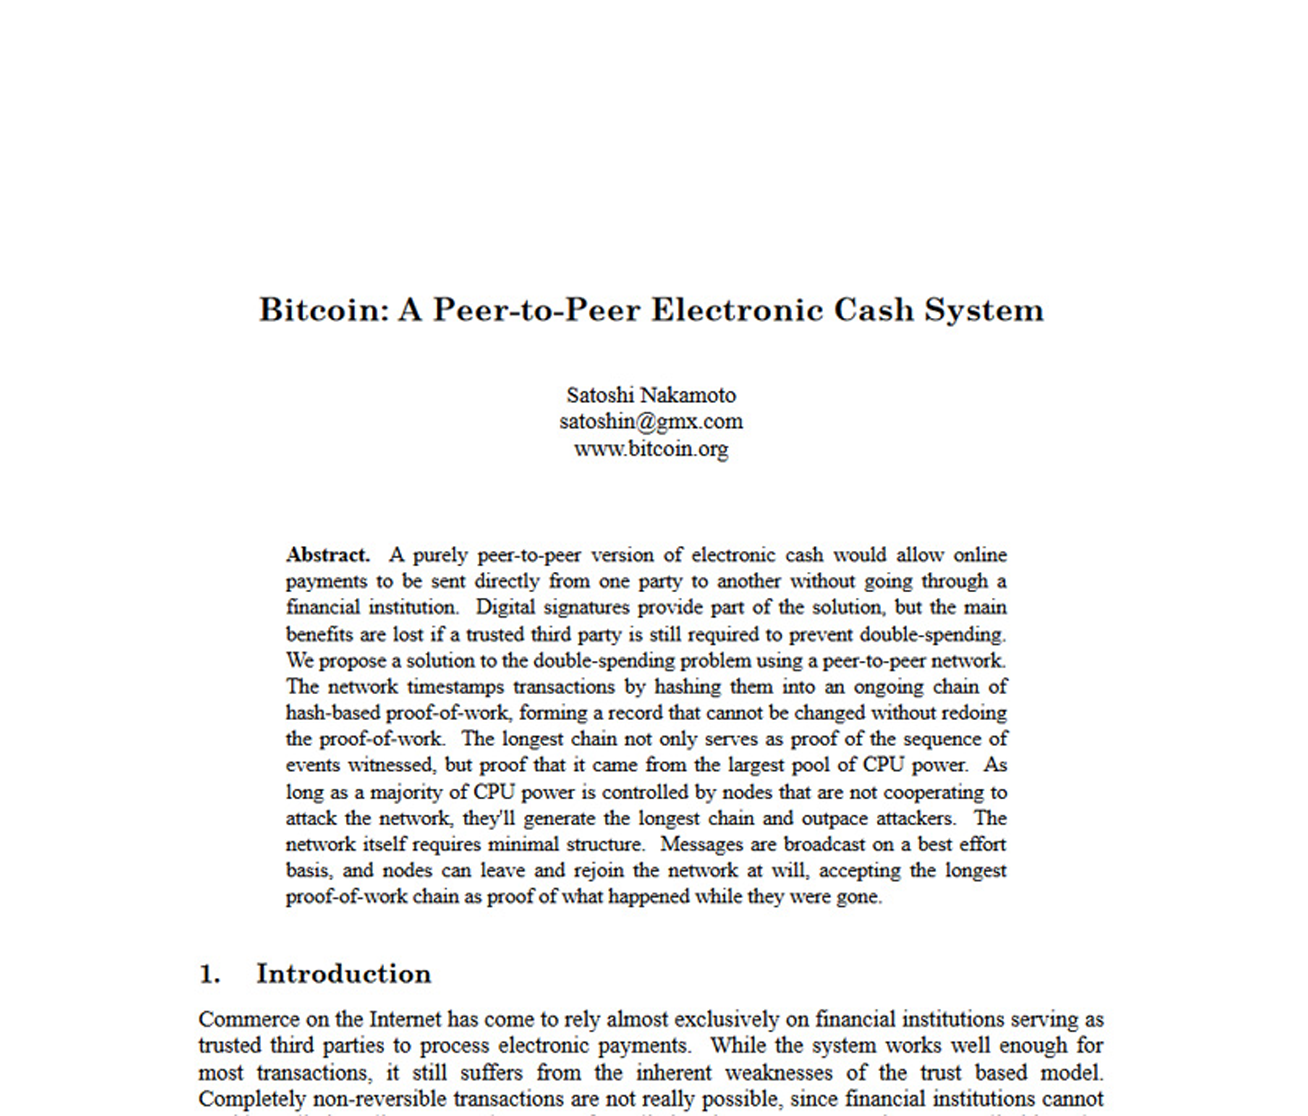 Bitcoin: A Peer-to-Peer Electronic Cash System
Satoshi Nakamoto
satoshin@gmx.com
www.bitcoin.org
Abstract. A purely peer-to-peer version of electronic cash would allow online
payments to be sent directly from one party to another without going through a
financial institution. Digital signatures provide part of the solution, but the main
benefits are lost if a trusted third party is still required to prevent double-spending.
We propose a solution to the double-spending problem using a peer-to-peer network.
The network timestamps transactions by hashing them into an ongoing chain of
hash-based proof-of-work, forming a record that cannot be changed without redoing
the proof-of-work. The longest chain not only serves as proof of the sequence of
events witnessed, but proof that it came from the largest pool of CPU power. As
long as a majority of CPU power is controlled by nodes that are not cooperating to
attack the network, they'll generate the longest chain and outpace attackers. The
network itself requires minimal structure. Messages are broadcast on a best effort
basis, and nodes can leave and rejoin the network at will, accepting the longest
proof-of-work chain as proof of what happened while they were gone.
1. Introduction
Commerce on the Internet has come to rely almost exclusively on financial institutions serving as
trusted third parties to process electronic payments. While the system works well enough for
most transactions, it still suffers from the inherent weaknesses of the trust based model.
Completely non-reversible transactions are not really possible, since financial institutions cannot